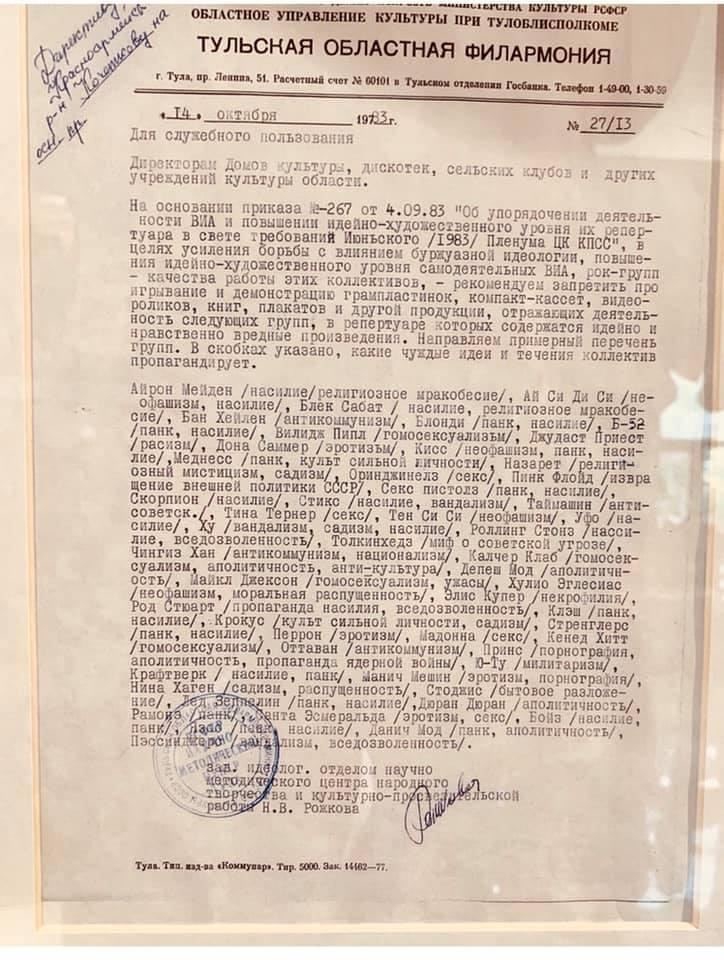 МИНИСТЕРСТВА КУЛЬТУРЫ РСФСР
ОБЛАСТНОЕ УПРАВЛЕНИЕ КУЛЬТУРЫ ПРИ ТУЛОБЛИСПОЛКОМЕ
ТУЛЬСКАЯ ОБЛАСТНАЯ ФИЛАРМОНИЯ
г. Тула, пр. Ленина, 51. Расчетный счет № 60101 в Тульском отделении Госбанка. Телефон 1-49-00, 1-30-59
Директив
Красноармейск
р-н
на
„14„ октября 1983г.
№ 27/13
Для служебного пользования
Директорам Домов культуры, дискотек, сельских клубов и других
учреждений культуры области.
На основании приказа №-267 от 4.09.83 "Об упорядочении деятель-
ности ВИА и повышении идейно-художественного уровня их репер-
туара в свете требований Июньского /1983/ Пленума ЦК КПСС", в
целях усиления борьбы с влиянием буржуазной идеологии, повыше-
ния идейно-художественного уровня самодеятельных ВИА, рок-групп
- качества работы этих коллективов, - рекомендуем запретить про
игрывание и демонстрацию грампластинок, компакт-кассет, видео-
роликов, книг, плакатов и другой продукции, отражающих деятель-
ность следующих групп, в репертуаре которых содержатся идейно и
нравственно вредные произведения. Направляем примерный перечень
групп. В скобках указано, какие чуждые идеи и течения коллектив
пропагандирует.
Айрон Мейден /насилие/религиозное мракобесие/, Ай Си Ди Си /не-
офашизм, насилие/, Блек Сабат / насилие, религиозное мракобе-
сие/, Ван Хейлен /антикоммунизм/, Блонди /панк, насилие/, Б-52
/панк, насилие/, Вилидж Пипл /гомосексуализьм/, Джудаст Приест
/расизм/, Дона Саммер /эротизъм/, Кисс /неофашизм, панк, наси-
лие/,Меднесс /панк, культ сильной личности/, Назарет /религи-
озный мистицизм, садизм/, Оринджинелз /секс/, Пинк Флойд /извра
щение внешней политики СССР/, Секс пистолз /панк, насилие/,
Скорпион /насилие/, Стикс /насилие, вандализм/, Таймашин /анти-
советск./, Тина Тернер /секс/, Тен Си Си /неофашизм/, Уфо /на-
силие/, Ху /вандализм, садизм, насилие/, Роллинг Стонз /насси-
лие, вседозволенность/, Толкинхедз /миф о советской угрозе/,
Чингиз Хан /антикоммунизм, национализм/, Калчер Клаб /гомосек-
суализм, аполитичность, анти-культура/, Депеш Мод /аполитичн-
ость/, Майкл Джексон /гомосексуализм, ужасы/, Хулио Эглесиас
/неофашизм, моральная распущенность/, Элис Купер /некрофилия/,
Род Стюарт /пропаганда насилия, вседозволенность/, Клэш /панк,
насилие/, Крокус /культ сильной личности, садизм/, Стренглерс
/панк, насилие/, Перрон /эротизм/, Мадонна /секс/, Кенед Хитт
/гомосексуализм/, Оттаван /антикоммунизм/, Принс /порнография,
аполитичность, пропаганда ядерной войны/, Ю-Ту /милитаризм/,
Крафтверк / насилие, панк/, Манич Мешин /эротизм, порнография/,
Нина Хаген /садизм, распущенность/, Стоджис /бытовое разложе-
ние/, Лед Зеппелин /панк, насилие/,Дюран Дюран /аполитичность/,
Рамонз /панк/, Санта Эсмеральда /эротизм, секс/, Бойз /насилие,
панк/, /панк, насилие/, Данич Мод /панк, аполитичность/,
Пэссинджерс /вандализм, вседозволенность/.
Зав. идеолог. отделом научно
методического центра народного
творчества и культурно-просветительской
работы Н.В. Рожкова
МЕТОДИЧЕСКИЙ
Тула. Тип. изд-ва «Коммунар». Тир. 5000. Зак. 14462—77.